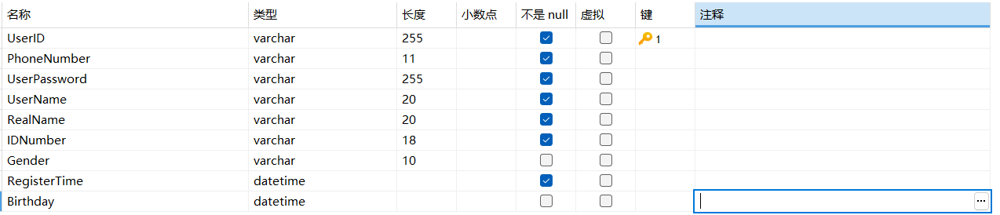 名称 类型 长度 小数点 不是 null 虚拟 键 注释
UserID varchar 255 1
PhoneNumber varchar 11
UserPassword varchar 255
UserName varchar 20
RealName varchar 20
IDNumber varchar 18
Gender varchar 10
RegisterTime datetime
Birthday datetime